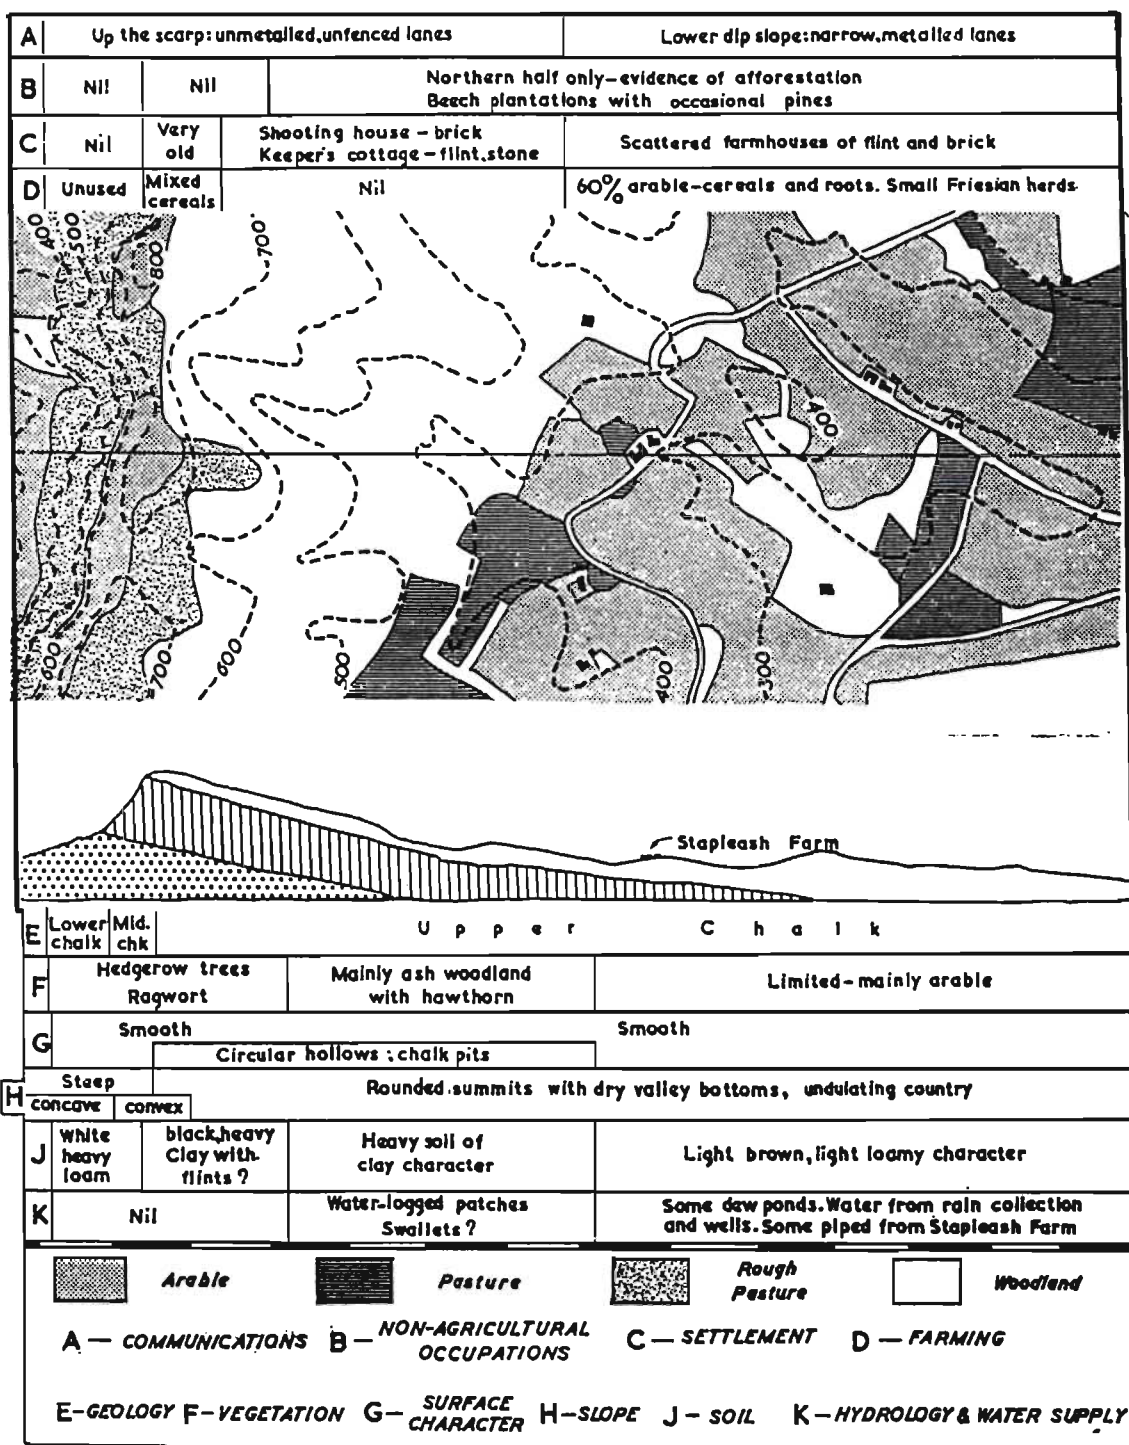 A Up the scarp: unmetalled, unfenced lanes Lower dip slope: narrow, metalled lanes
B Nil Nil Northern half only—evidence of afforestation
Beech plantations with occasional pines
C Nil Very old Shooting house – brick
Keeper's cottage – flint, stone
Scattered farmhouses of flint and brick
D Unused Mixed cereals Nil 60% arable–cereals and roots. Small Friesian herds
400
500
800
700
400
600
700
600
500
400
300
Stapleash Farm
E Lower chalk Mid. chk Upper Chalk
F Hedgerow trees
Ragwort
Mainly ash woodland
with hawthorn
Limited – mainly arable
G Smooth Smooth
Circular hollows ; chalk pits
H Steep
concave convex
Rounded summits with dry valley bottoms, undulating country
J White
heavy
loam
black, heavy
Clay with
flints ?
Heavy soil of
clay character
Light brown, light loamy character
K Nil Water-logged patches
Swallets ?
Some dew ponds. Water from rain collection
and wells. Some piped from Stapleash Farm
Arable Pasture Rough
Pasture
Woodland
A — COMMUNICATIONS B — NON-AGRICULTURAL
OCCUPATIONS
C — SETTLEMENT D — FARMING
E – GEOLOGY F – VEGETATION G — SURFACE
CHARACTER
H – SLOPE J – SOIL K – HYDROLOGY & WATER SUPPLY